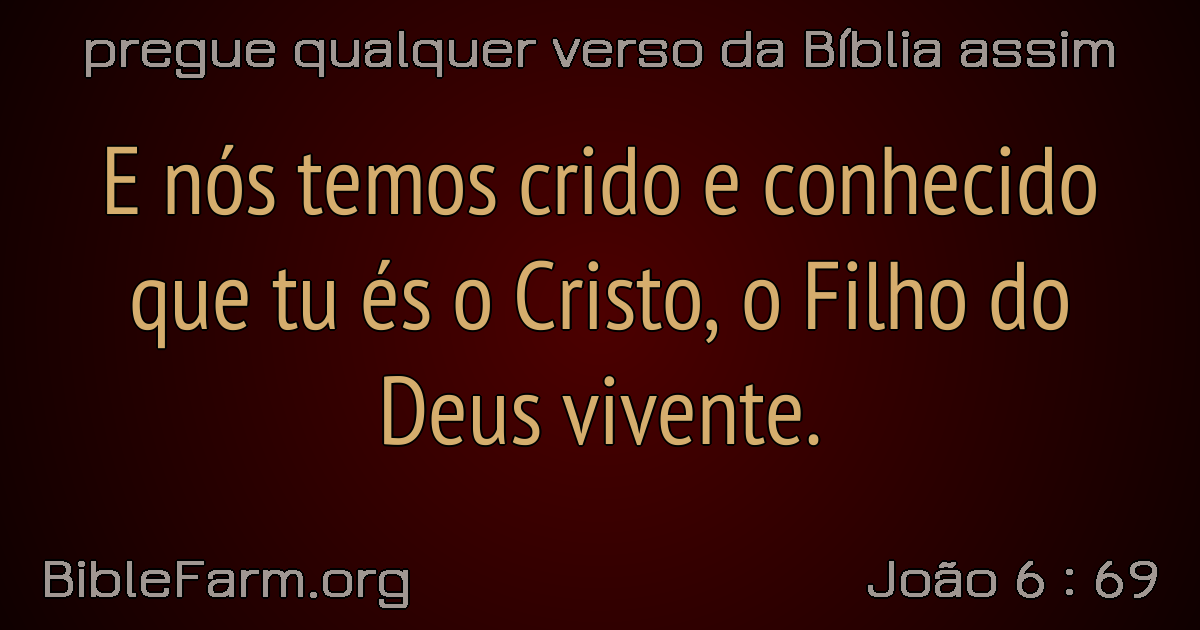 pregue qualquer verso da Bíblia assim
E nós temos crido e conhecido
que tu és o Cristo, o Filho do
Deus vivente.
BibleFarm.org
João 6 : 69